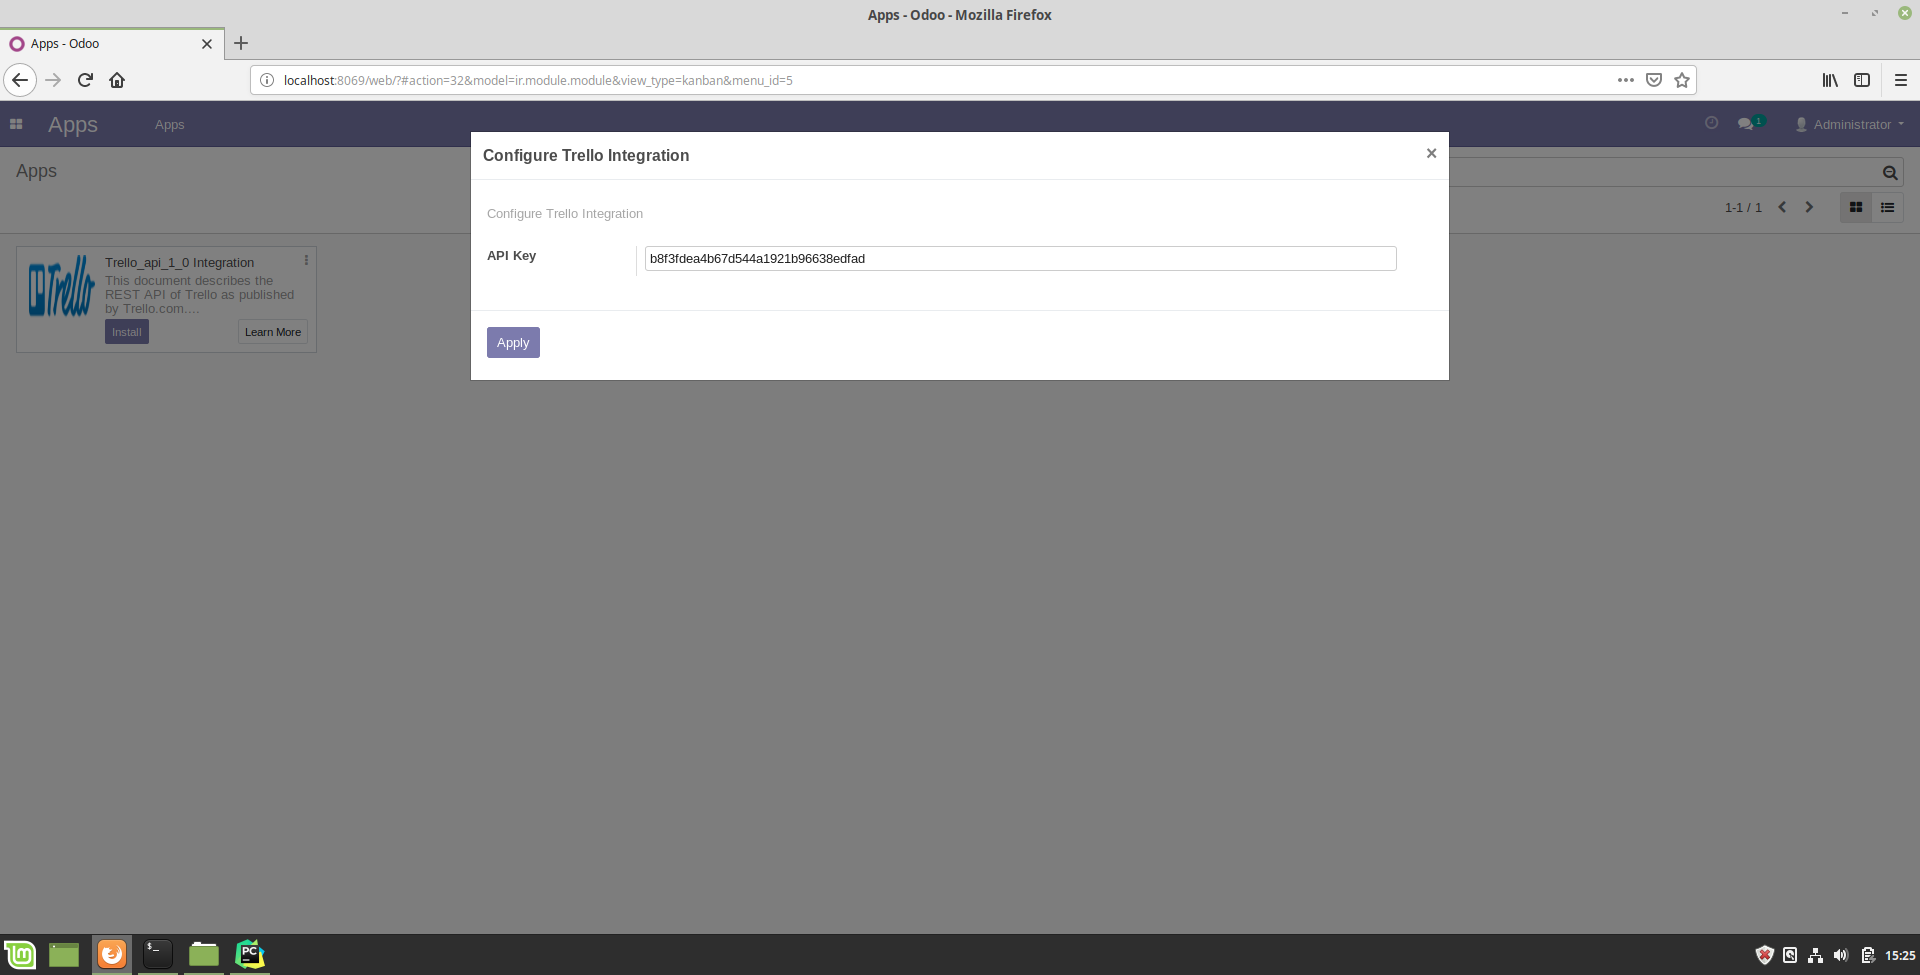 Apps - Odoo - Mozilla Firefox
Apps - Odoo
localhost:8069/web/?#action=32&model=ir.module.module&view_type=kanban&menu_id=5
Apps
Apps
1
Administrator
Apps
1-1 / 1
Configure Trello Integration
Configure Trello Integration
API Key
b8f3fdea4b67d544a1921b96638edfad
Apply
Trello
Trello_api_1_0 Integration
This document describes the
REST API of Trello as published
by Trello.com....
Install
Learn More
$_
PC
15:25